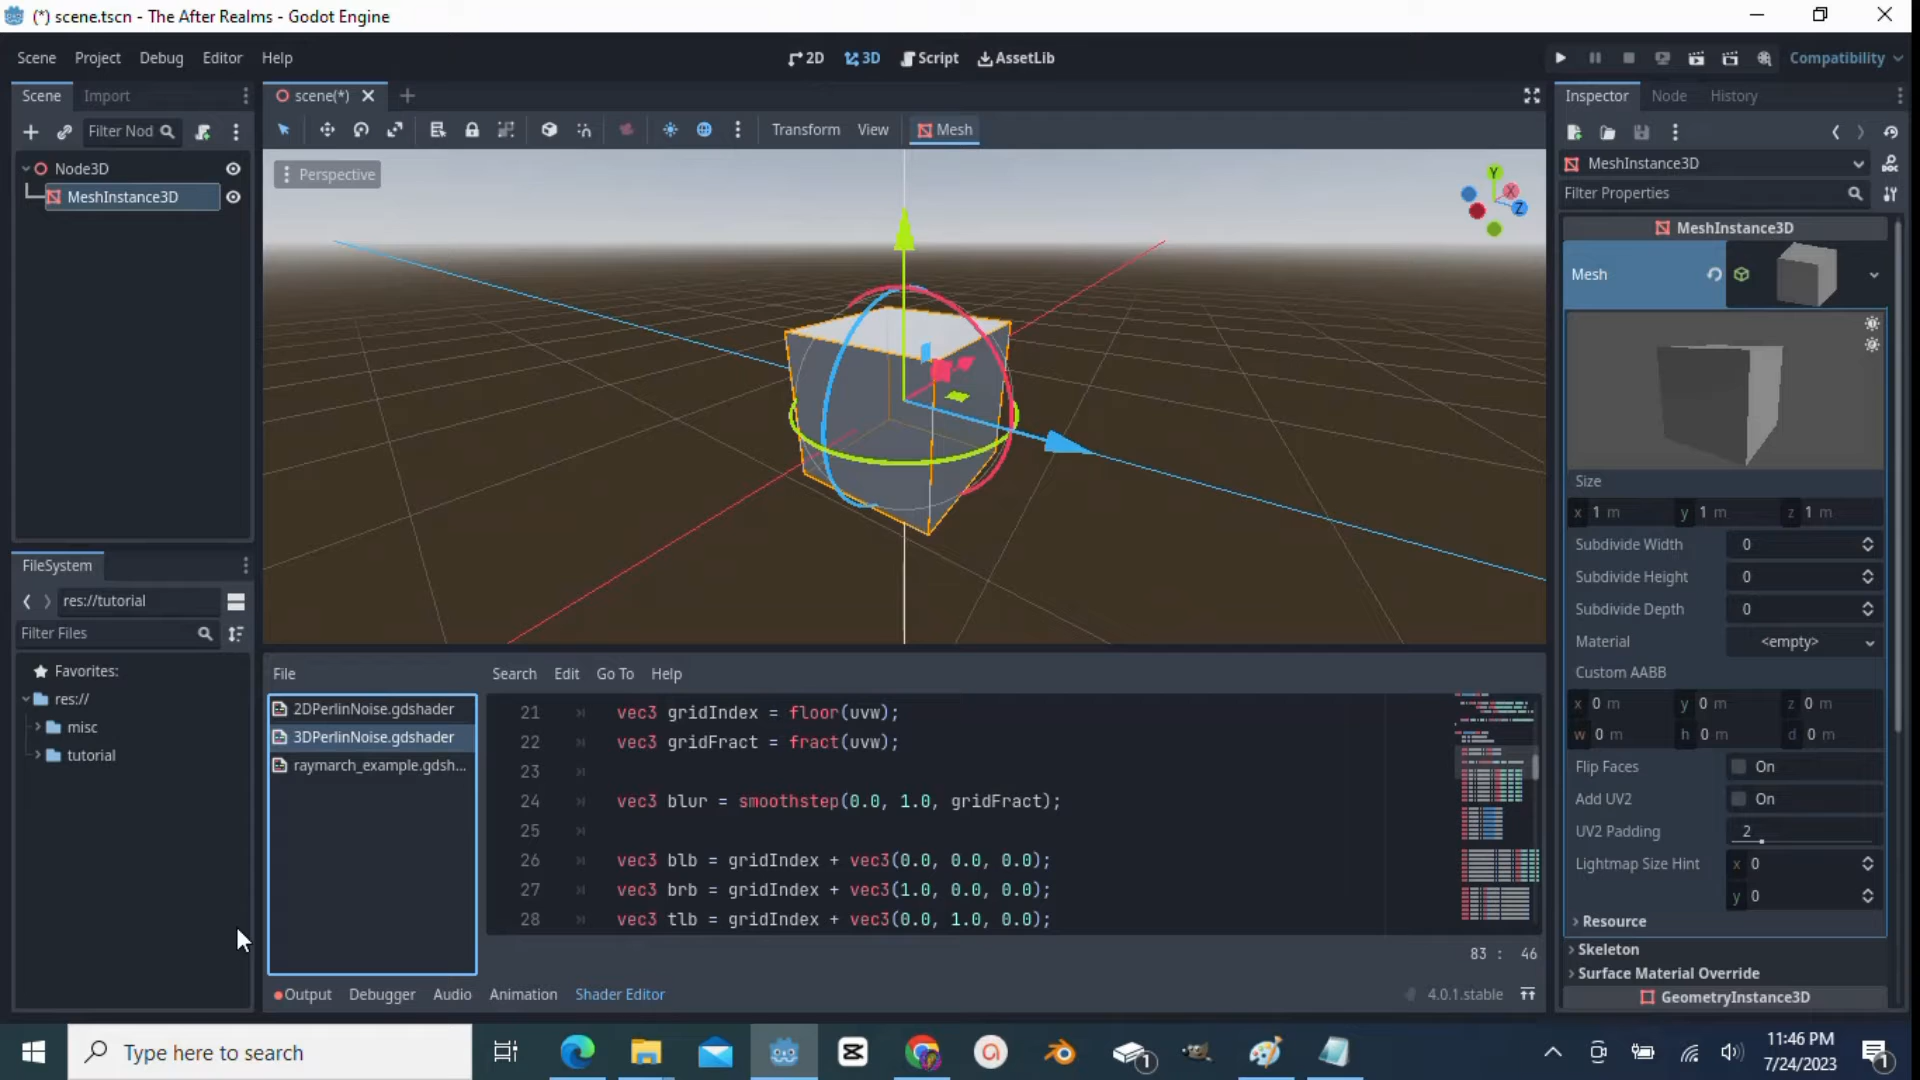 (*) scene.tscn - The After Realms - Godot Engine
Scene Project Debug Editor Help
2D 3D Script AssetLib
Compatibility
Scene Import
scene(*)
Inspector Node History
Filter Nod
Transform View Mesh
Node3D
MeshInstance3D
Perspective
Y
X
Z
MeshInstance3D
Filter Properties
MeshInstance3D
Mesh
Size
x 1 m y 1 m z 1 m
Subdivide Width 0
Subdivide Height 0
Subdivide Depth 0
Material <empty>
Custom AABB
x 0 m y 0 m z 0 m
w 0 m h 0 m d 0 m
Flip Faces On
Add UV2 On
UV2 Padding 2
Lightmap Size Hint x 0
y 0
Resource
Skeleton
Surface Material Override
GeometryInstance3D
FileSystem
res://tutorial
Filter Files
Favorites:
res://
misc
tutorial
File
Search Edit Go To Help
2DPerlinNoise.gdshader
3DPerlinNoise.gdshader
raymarch_example.gdsh...
21 vec3 gridIndex = floor(uvw);
22 vec3 gridFract = fract(uvw);
23
24 vec3 blur = smoothstep(0.0, 1.0, gridFract);
25
26 vec3 blb = gridIndex + vec3(0.0, 0.0, 0.0);
27 vec3 brb = gridIndex + vec3(1.0, 0.0, 0.0);
28 vec3 tlb = gridIndex + vec3(0.0, 1.0, 0.0);
83 : 46
Output Debugger Audio Animation Shader Editor
4.0.1.stable
Type here to search
1
11:46 PM
7/24/2023
1